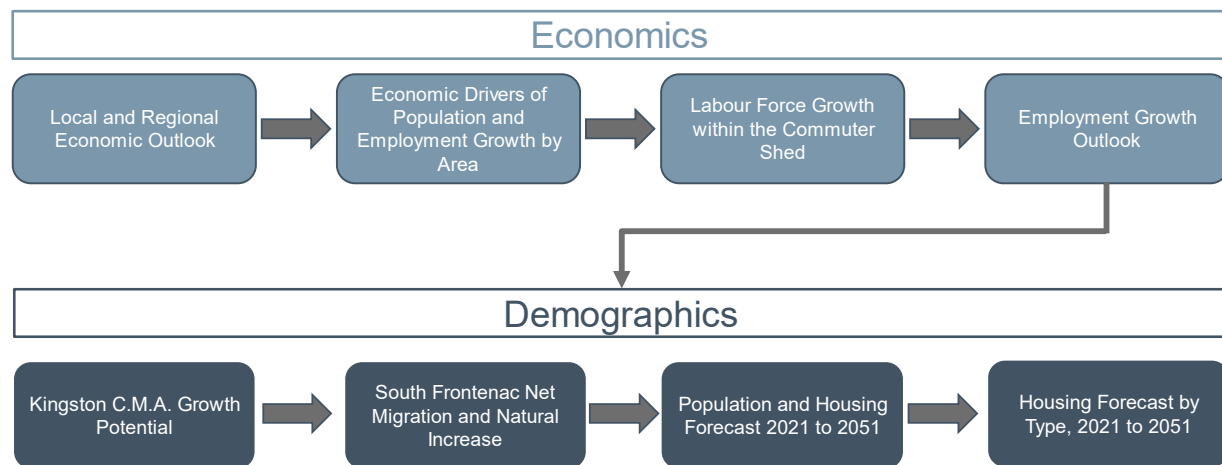 Economics
Local and Regional
Economic Outlook
Economic Drivers of
Population and
Employment Growth by
Area
Labour Force Growth
within the Commuter
Shed
Employment Growth
Outlook
Demographics
Kingston C.M.A. Growth
Potential
South Frontenac Net
Migration and Natural
Increase
Population and Housing
Forecast 2021 to 2051
Housing Forecast by
Type, 2021 to 2051